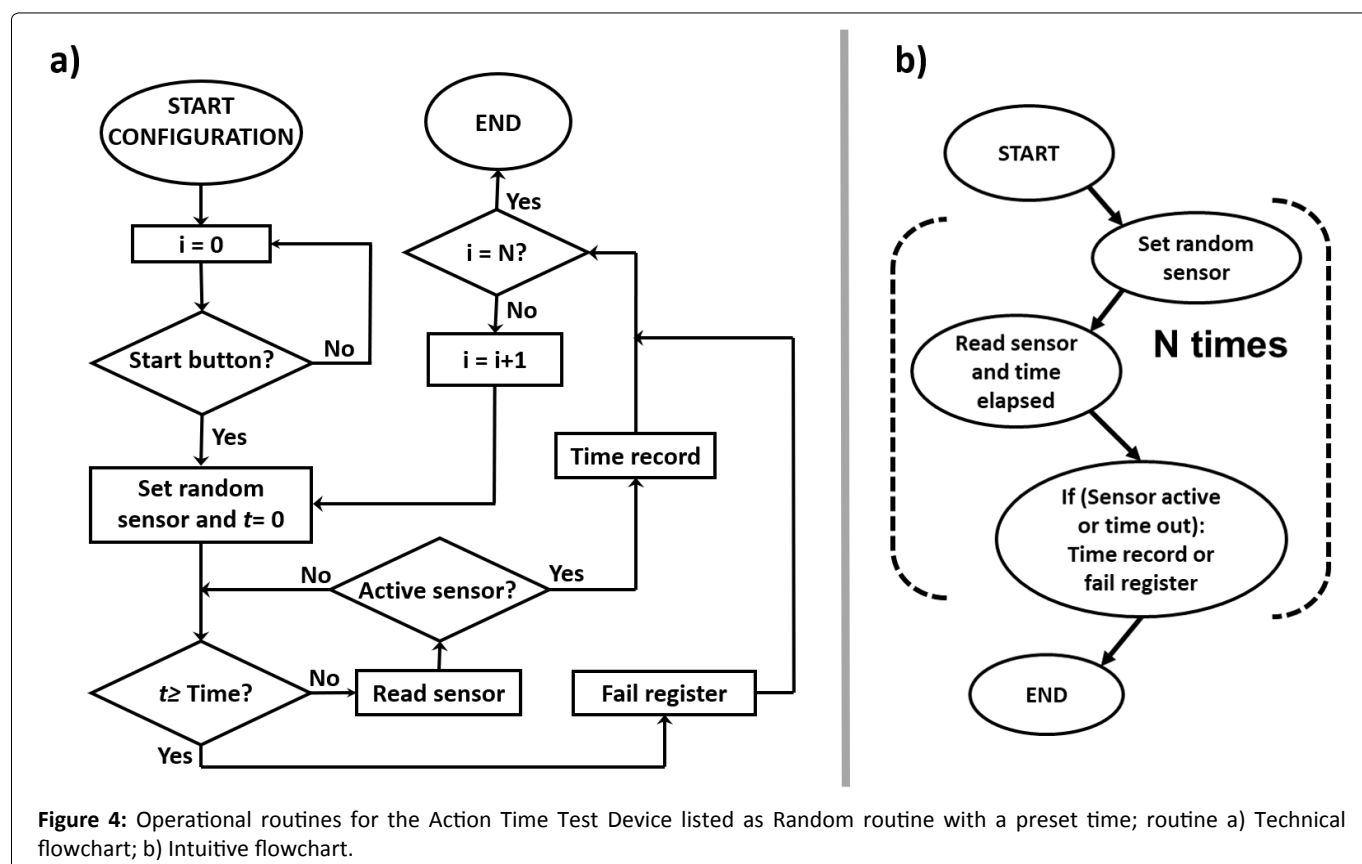 a)
START
CONFIGURATION
i = 0
Start button?
No
Yes
Set random
sensor and t= 0
No
Active sensor?
Yes
t≥ Time?
No
Read sensor
Yes
Fail register
Time record
END
Yes
i = N?
No
i = i+1
b)
START
Set random
sensor
Read sensor
and time
elapsed
N times
If (Sensor active
or time out):
Time record or
fail register
END
Figure 4: Operational routines for the Action Time Test Device listed as Random routine with a preset time; routine a) Technical
flowchart; b) Intuitive flowchart.